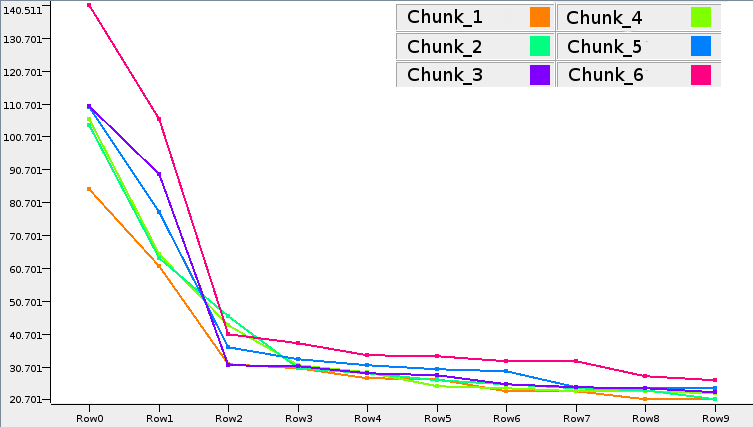 140.511
130.701
120.701
110.701
100.701
90.701
80.701
70.701
60.701
50.701
40.701
30.701
20.701
Chunk_1
Chunk_4
Chunk_2
Chunk_5
Chunk_3
Chunk_6
Row0 Row1 Row2 Row3 Row4 Row5 Row6 Row7 Row8 Row9